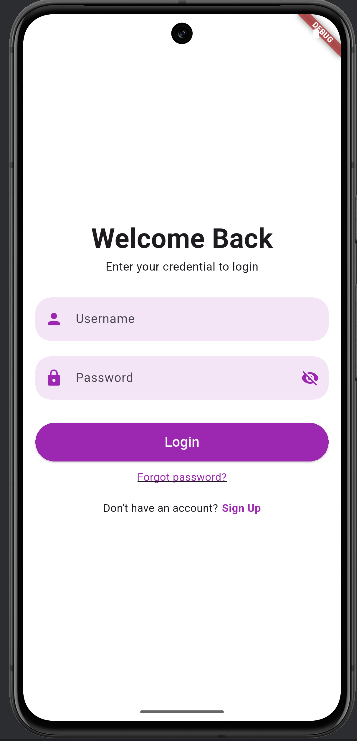 DEBUG
Welcome Back
Enter your credential to login
Username
Password
Login
Forgot password?
Don't have an account? Sign Up